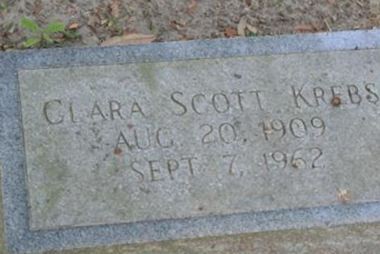 CLARA SCOTT KREBS
AUG 20, 1909
SEPT 7, 1962